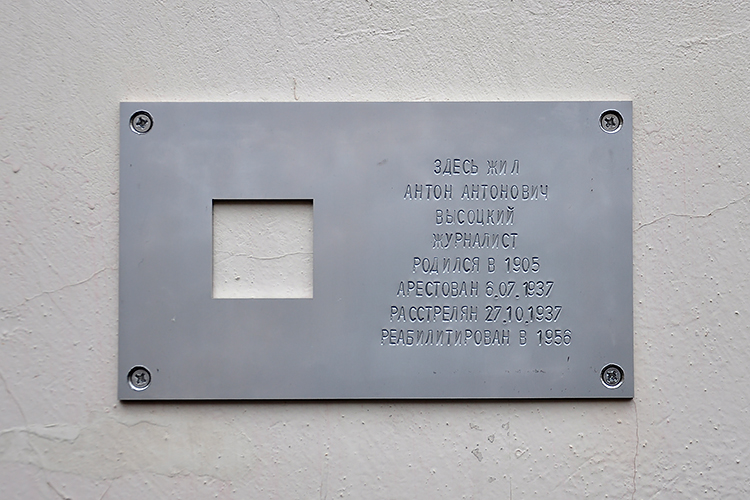 ЗДЕСЬ ЖИЛ
АНТОН АНТОНОВИЧ
ВЫСОЦКИЙ
ЖУРНАЛИСТ
РОДИЛСЯ В 1905
АРЕСТОВАН 6.07.1937
РАССТРЕЛЯН 27.10.1937
РЕАБИЛИТИРОВАН В 1956